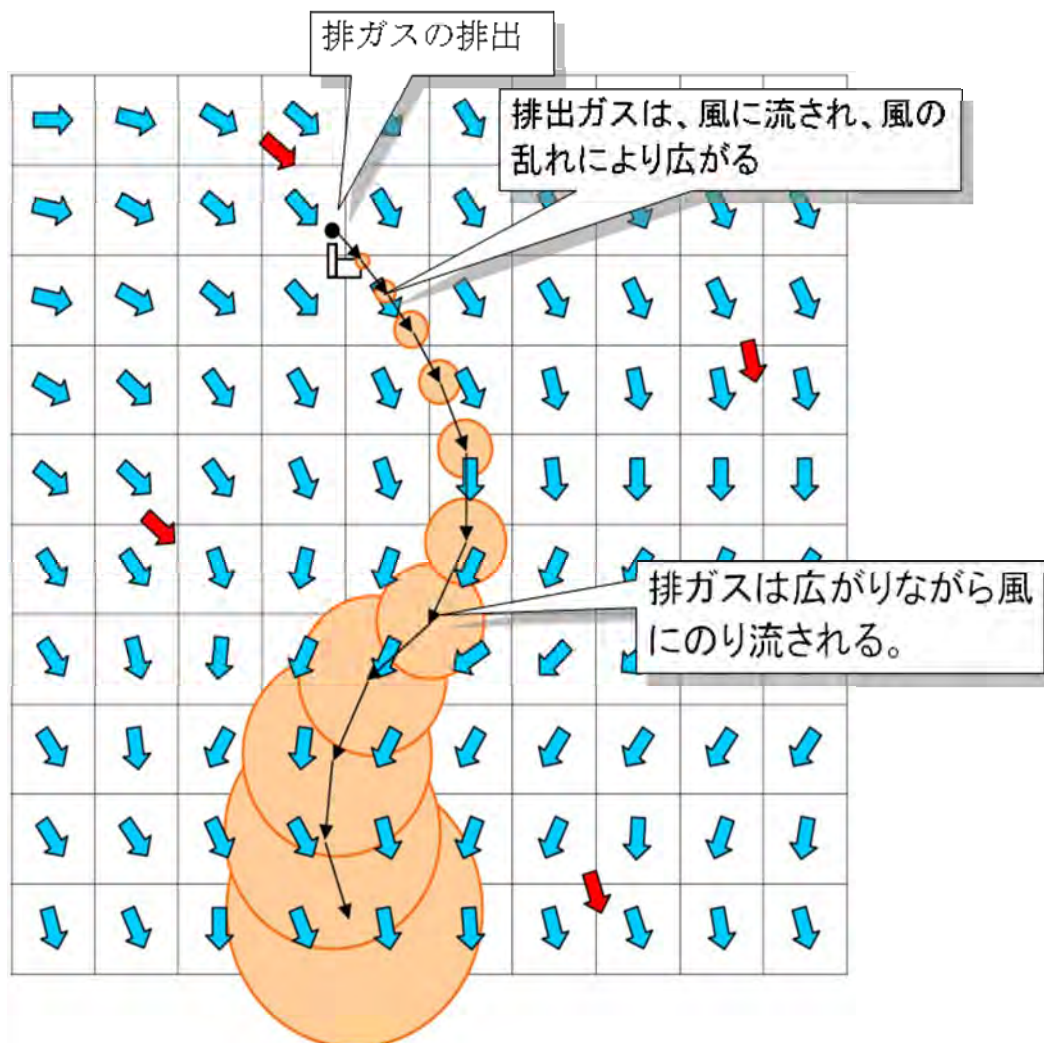 排ガスの排出
排出ガスは、風に流され、風の
乱れにより広がる
排ガスは広がりながら風
にのり流される。